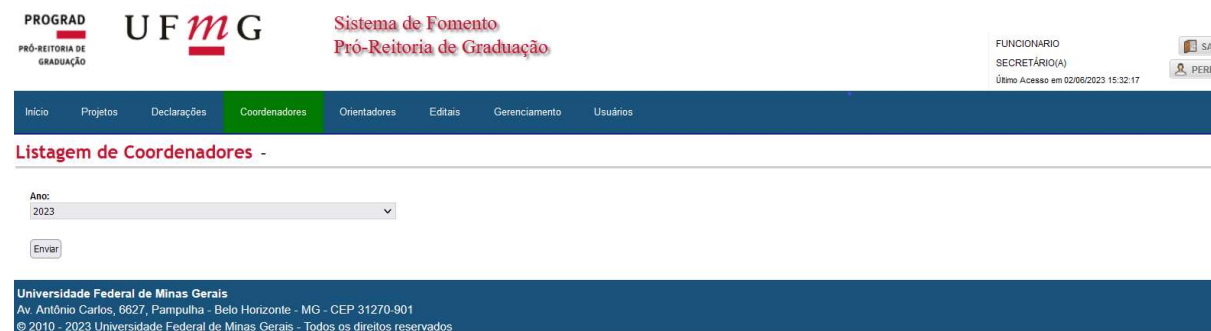 PROGRAD
PRÓ-REITORIA DE
GRADUAÇÃO
UFmG
Sistema de Fomento
Pró-Reitoria de Graduação
FUNCIONARIO
SECRETÁRIO(A)
Último Acesso em 02/06/2023 15:32:17
Início Projetos Declarações Coordenadores Orientadores Editais Gerenciamento Usuários
Listagem de Coordenadores -
Ano:
2023
Enviar
Universidade Federal de Minas Gerais
Av. Antônio Carlos, 6627, Pampulha - Belo Horizonte - MG - CEP 31270-901
© 2010 - 2023 Universidade Federal de Minas Gerais - Todos os direitos reservados